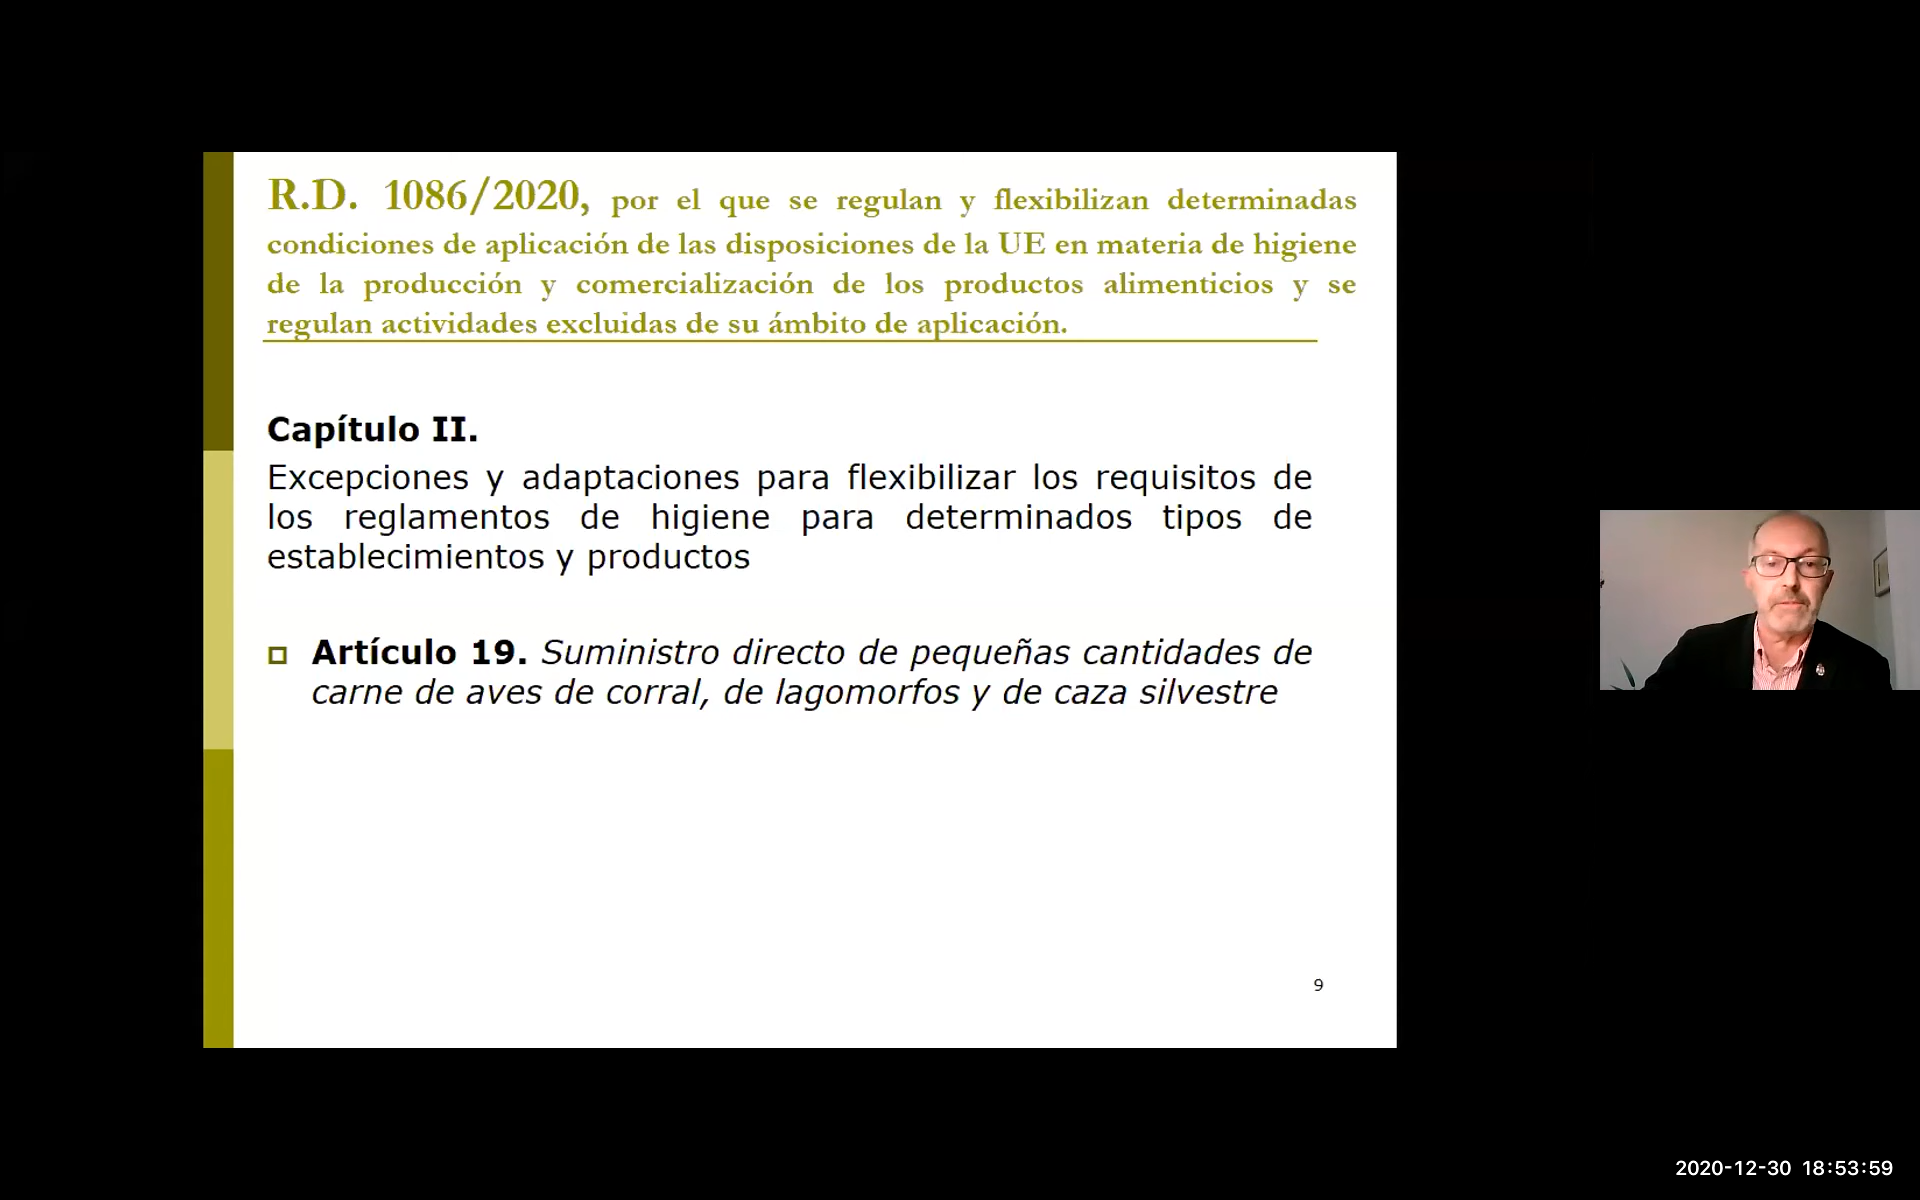 R.D. 1086/2020, por el que se regulan y flexibilizan determinadas
condiciones de aplicación de las disposiciones de la UE en materia de higiene
de la producción y comercialización de los productos alimenticios y se
regulan actividades excluidas de su ámbito de aplicación.
Capítulo II.
Excepciones y adaptaciones para flexibilizar los requisitos de
los reglamentos de higiene para determinados tipos de
establecimientos y productos
Artículo 19. Suministro directo de pequeñas cantidades de
carne de aves de corral, de lagomorfos y de caza silvestre
9
2020-12-30 18:53:59